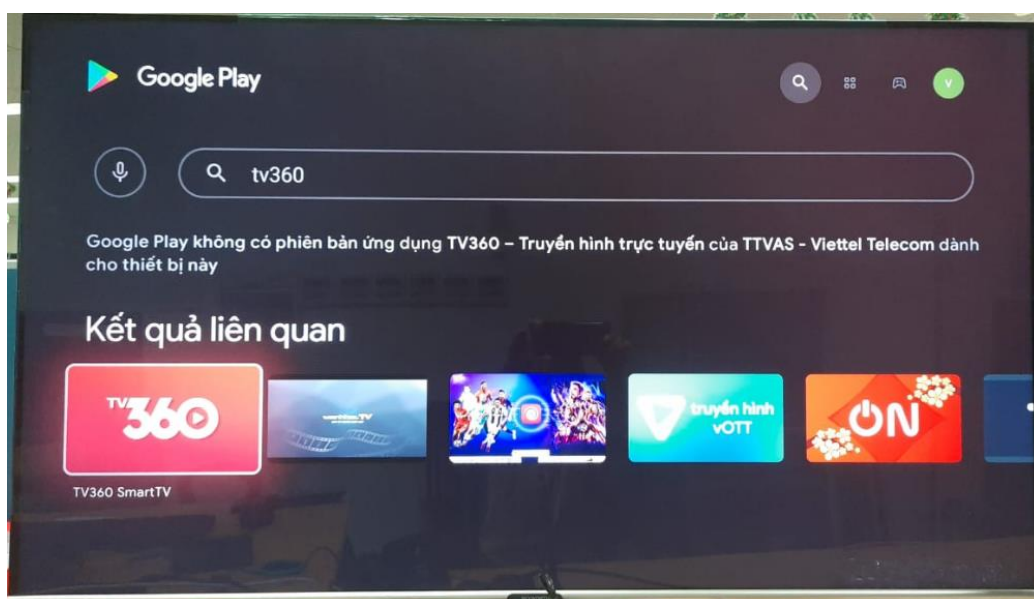 Google Play
V
tv360
Google Play không có phiên bản ứng dụng TV360 – Truyền hình trực tuyến của TTVAS - Viettel Telecom dành
cho thiết bị này
Kết quả liên quan
TV360
truyền hình
vOTT
ON
TV360 SmartTV